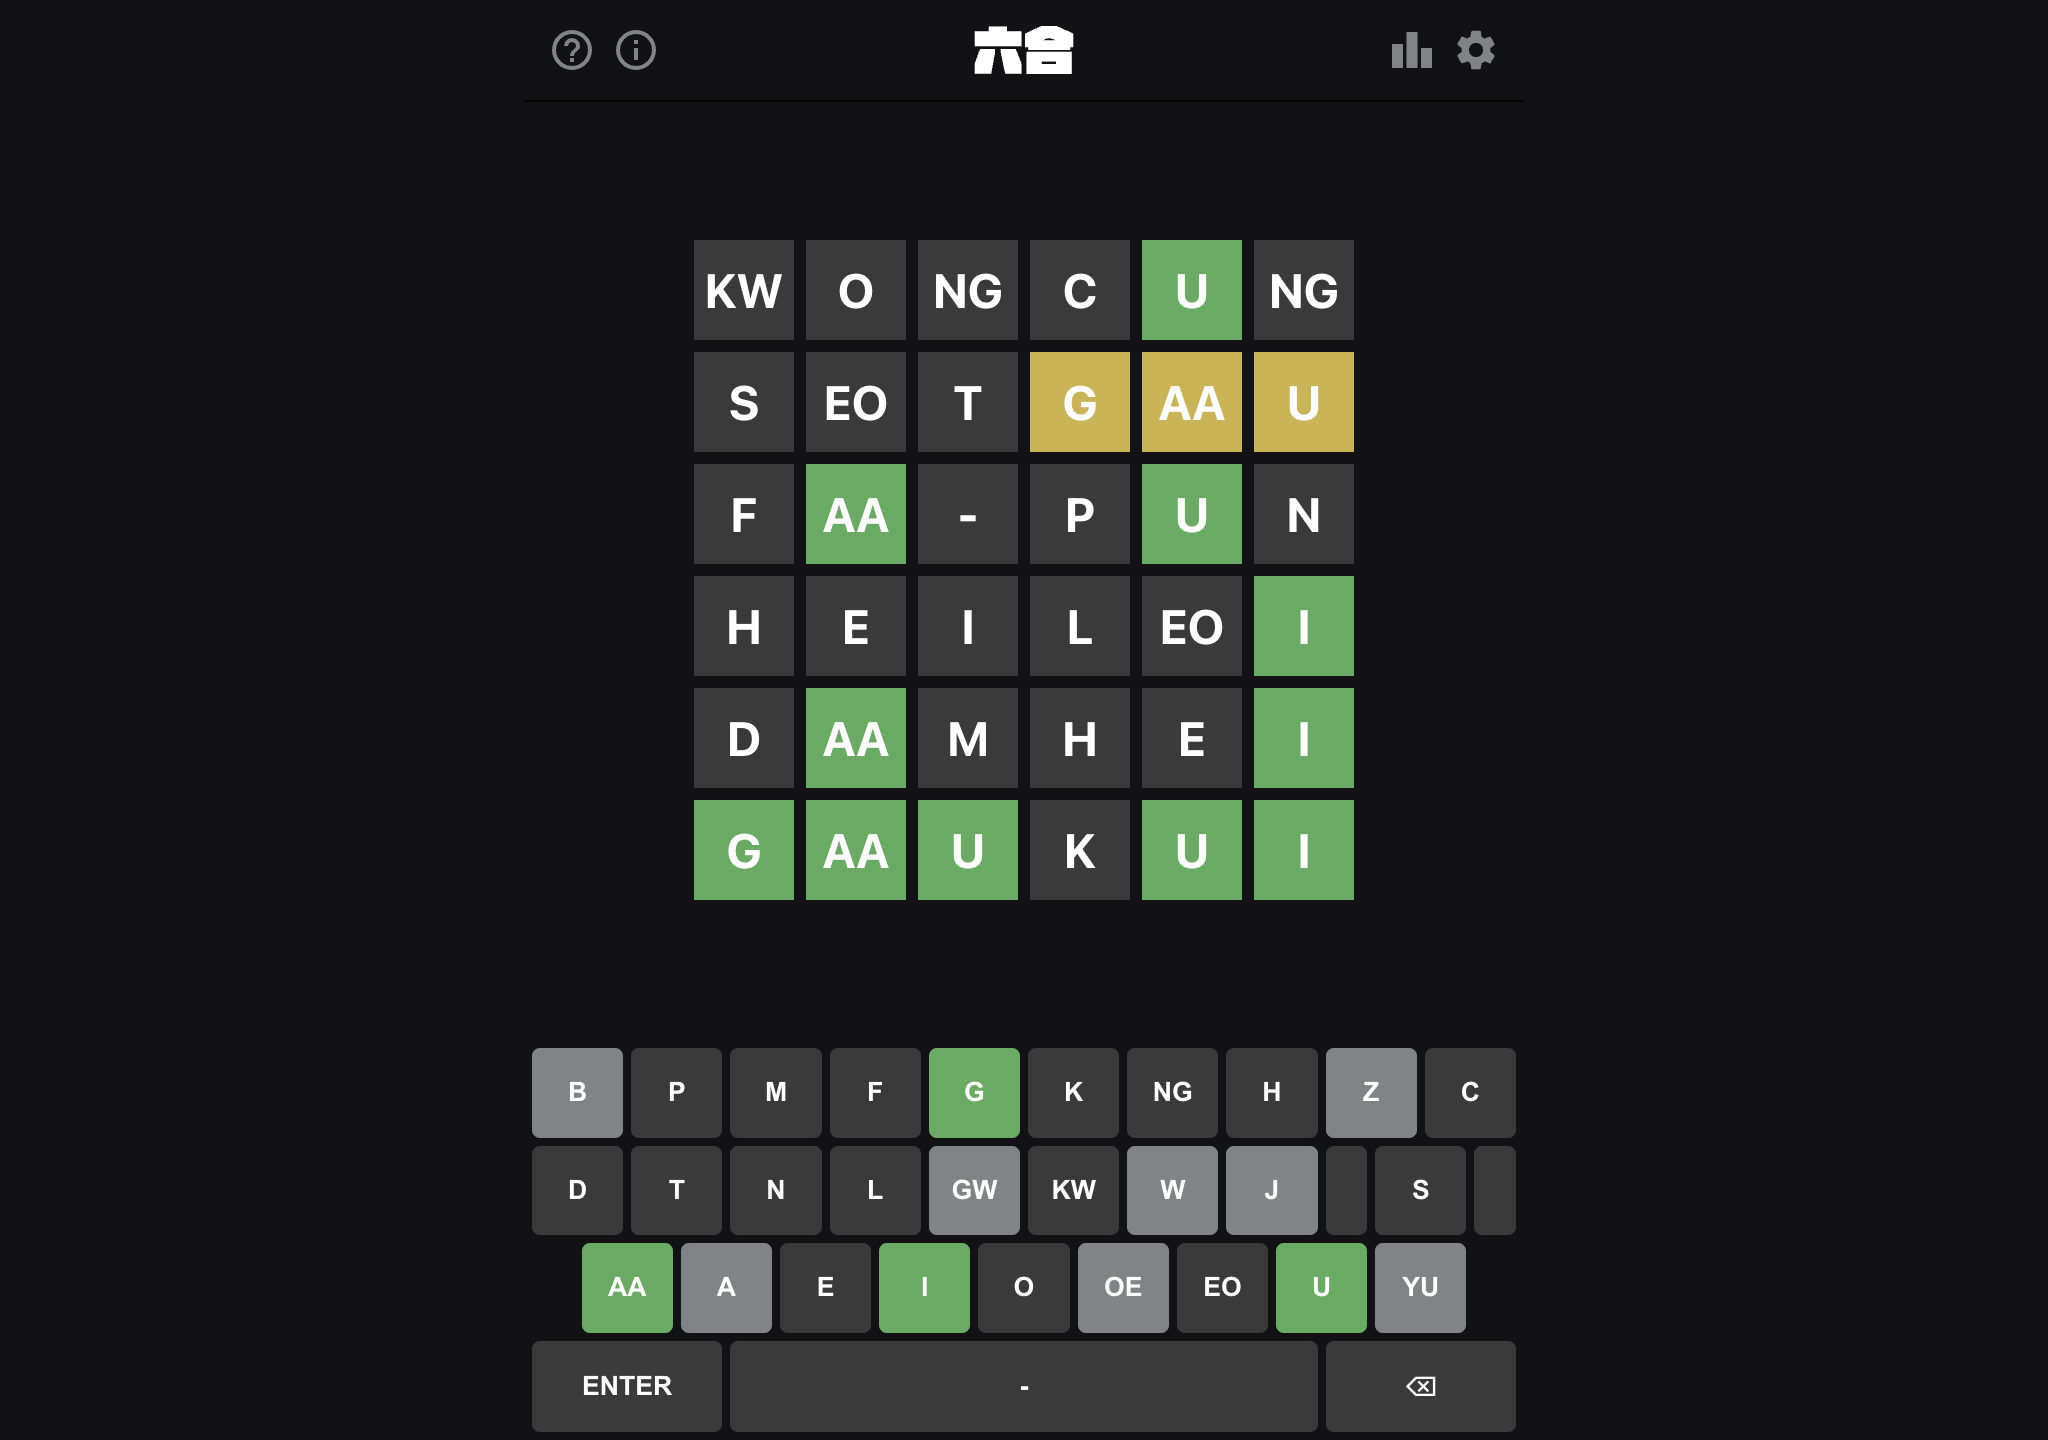 六合
KW O NG C U NG
S EO T G AA U
F AA - P U N
H E I L EO I
D AA M H E I
G AA U K U I
B P M F G K NG H Z C
D T N L GW KW W J S
AA A E I O OE EO U YU
ENTER -